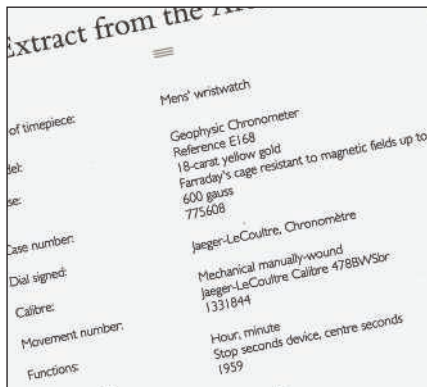 Extract from the
of timepiece: Mens' wristwatch
del: Geophysic Chronometer
Reference E168
se: 18-carat yellow gold
Farraday's cage resistant to magnetic fields up to
600 gauss
Case number: 775608
Dial signed: Jaeger-LeCoultre, Chronomètre
Calibre: Mechanical manually-wound
Jaeger-LeCoultre Calibre 478BWSbr
Movement number: 1331844
Functions: Hour, minute
Stop seconds device, centre seconds
1959